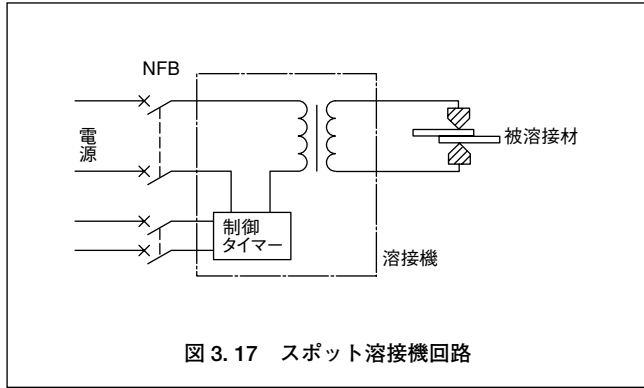 NFB
電源
被溶接材
制御
タイマー
溶接機
図 3. 17 スポット溶接機回路